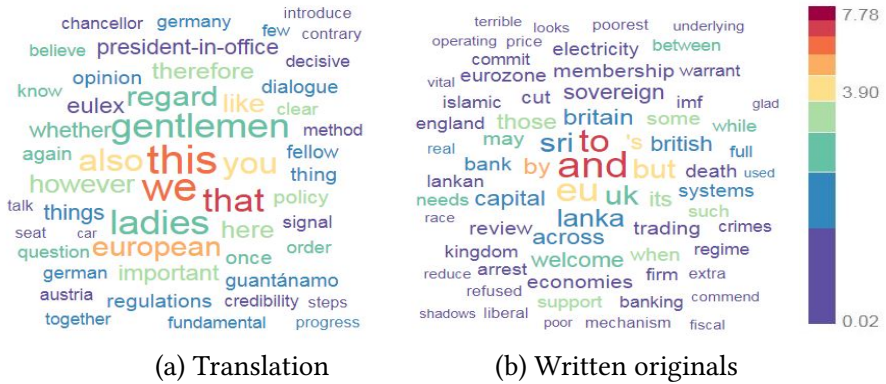 introduce
chancellor germany few contrary
believe president-in-office decisive
opinion therefore dialogue
know eulex regard like clear
whether gentlemen method
again also this you fellow
thing
however we that policy
talk things ladies here signal
seat car
question european once order
german important guantánamo
austria regulations credibility steps
together fundamental progress
(a) Translation
terrible looks poorest underlying
operating price electricity between
commit
vital eurozone membership warrant
islamic cut sovereign imf glad
england those britain some while
real may sri to 's british full
bank by and but death used
lankan
needs capital eu uk its systems
race lanka such
review across trading crimes
kingdom welcome when regime
reduce arrest economies firm extra
refused support banking commend
shadows liberal poor mechanism fiscal
(b) Written originals
7.78
3.90
0.02